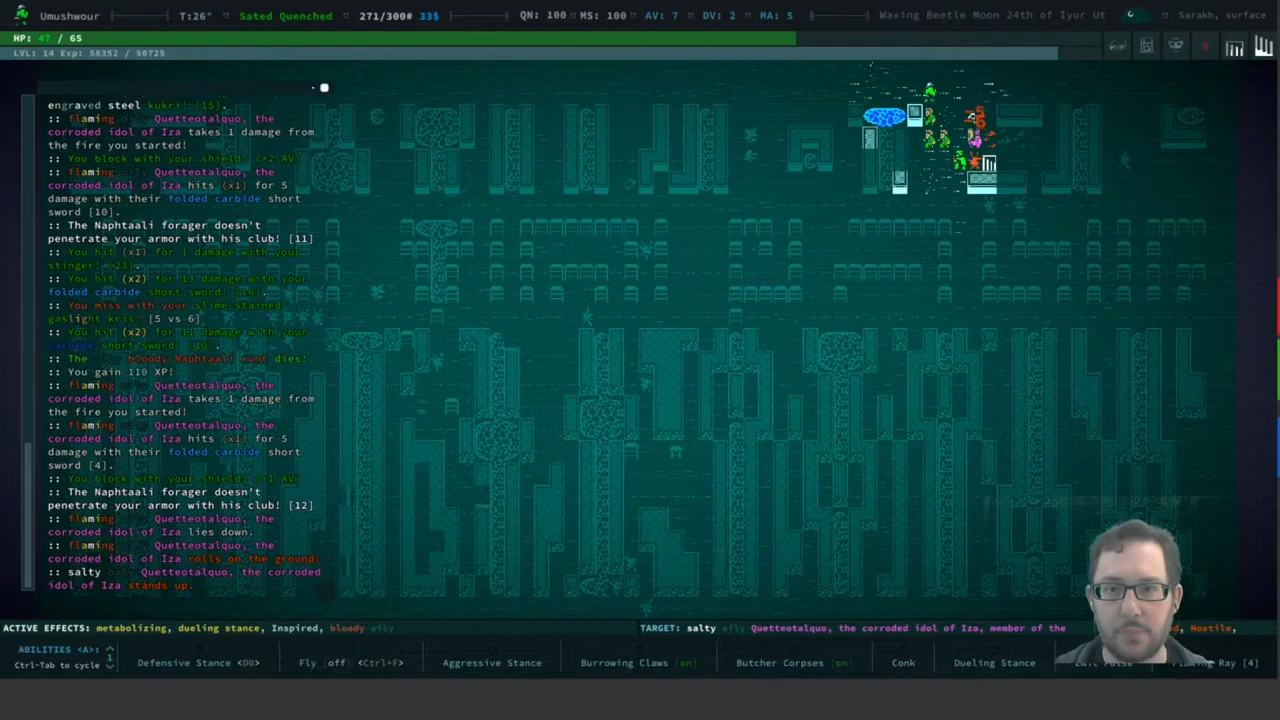 Umushwour T:26° Sated Quenched 271/300# 33$ QN: 100 MS: 100 AV: 7 DV: 2 MA: 5 Waxing Beetle Moon 24th of Iyur Ut Sarakh, surface
HP: 47 / 65
LVL: 14 Exp: 50352 / 50725
engraved steel kukri! [15].
:: flaming oily Quetteotalquo, the
corroded idol of Iza takes 1 damage from
the fire you started!
:: You block with your shield! (+2 AV)
:: flaming oily Quetteotalquo, the
corroded idol of Iza hits (x1) for 5
damage with their folded carbide short
sword [10].
:: The Naphtaali forager doesn't
penetrate your armor with his club! [11]
:: You hit (x1) for 1 damage with your
stinger! [23].
:: You hit (x2) for 13 damage with your
folded carbide short sword! [16].
:: You miss with your slime-stained
gaslight kris! [5 vs 6]
:: You hit (x2) for 11 damage with your
carbide short sword! [10].
:: The oily bloody Naphtaali runt dies!
:: You gain 110 XP!
:: flaming oily Quetteotalquo, the
corroded idol of Iza takes 1 damage from
the fire you started!
:: flaming oily Quetteotalquo, the
corroded idol of Iza hits (x1) for 5
damage with their folded carbide short
sword [4].
:: You block with your shield! (+1 AV)
:: The Naphtaali forager doesn't
penetrate your armor with his club! [12]
:: flaming oily Quetteotalquo, the
corroded idol of Iza lies down.
:: flaming oily Quetteotalquo, the
corroded idol of Iza rolls on the ground!
:: salty oily Quetteotalquo, the corroded
idol of Iza stands up.
ACTIVE EFFECTS: metabolizing, dueling stance, Inspired, bloody oily TARGET: salty oily Quetteotalquo, the corroded idol of Iza, member of the Hostile,
ABILITIES <A>: 1
Ctrl-Tab to cycle
Defensive Stance <D0> Fly [off] <Ctrl+F> Aggressive Stance Burrowing Claws [on] Butcher Corpses [on] Conk Dueling Stance Emit Pulse Flaming Ray [4]